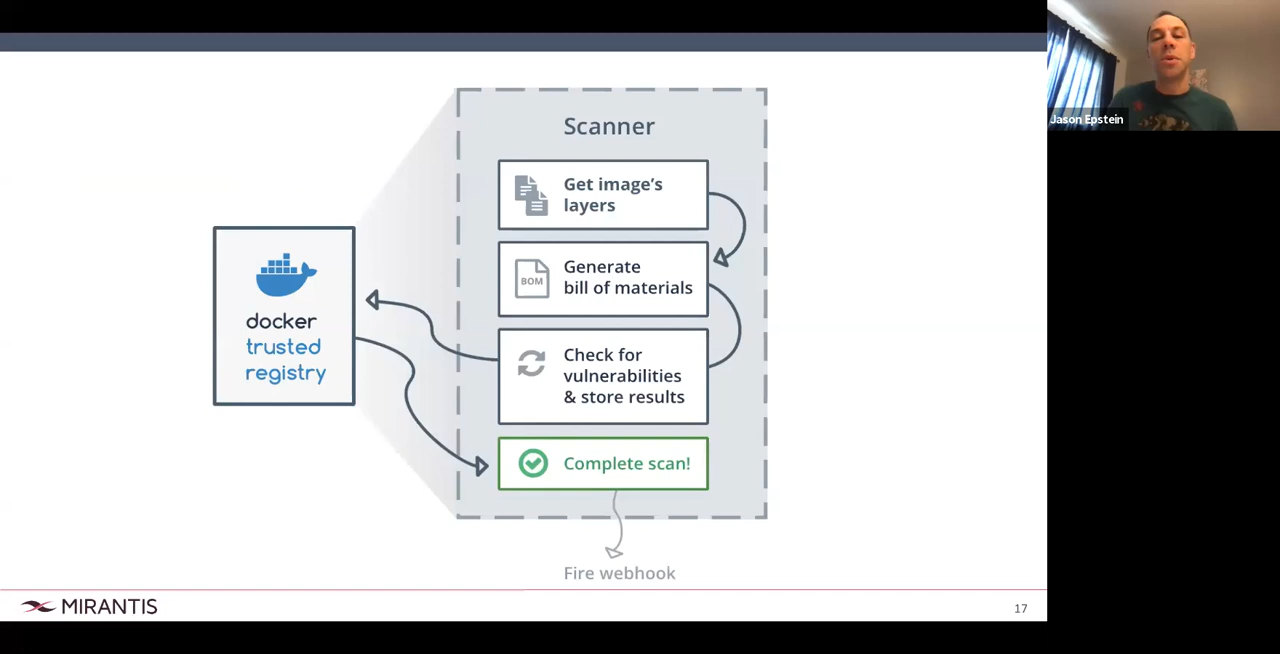 Scanner
Get image's
layers
BOM
Generate
bill of materials
Check for
vulnerabilities
& store results
Complete scan!
Fire webhook
docker
trusted
registry
MIRANTIS
17
Jason Epstein